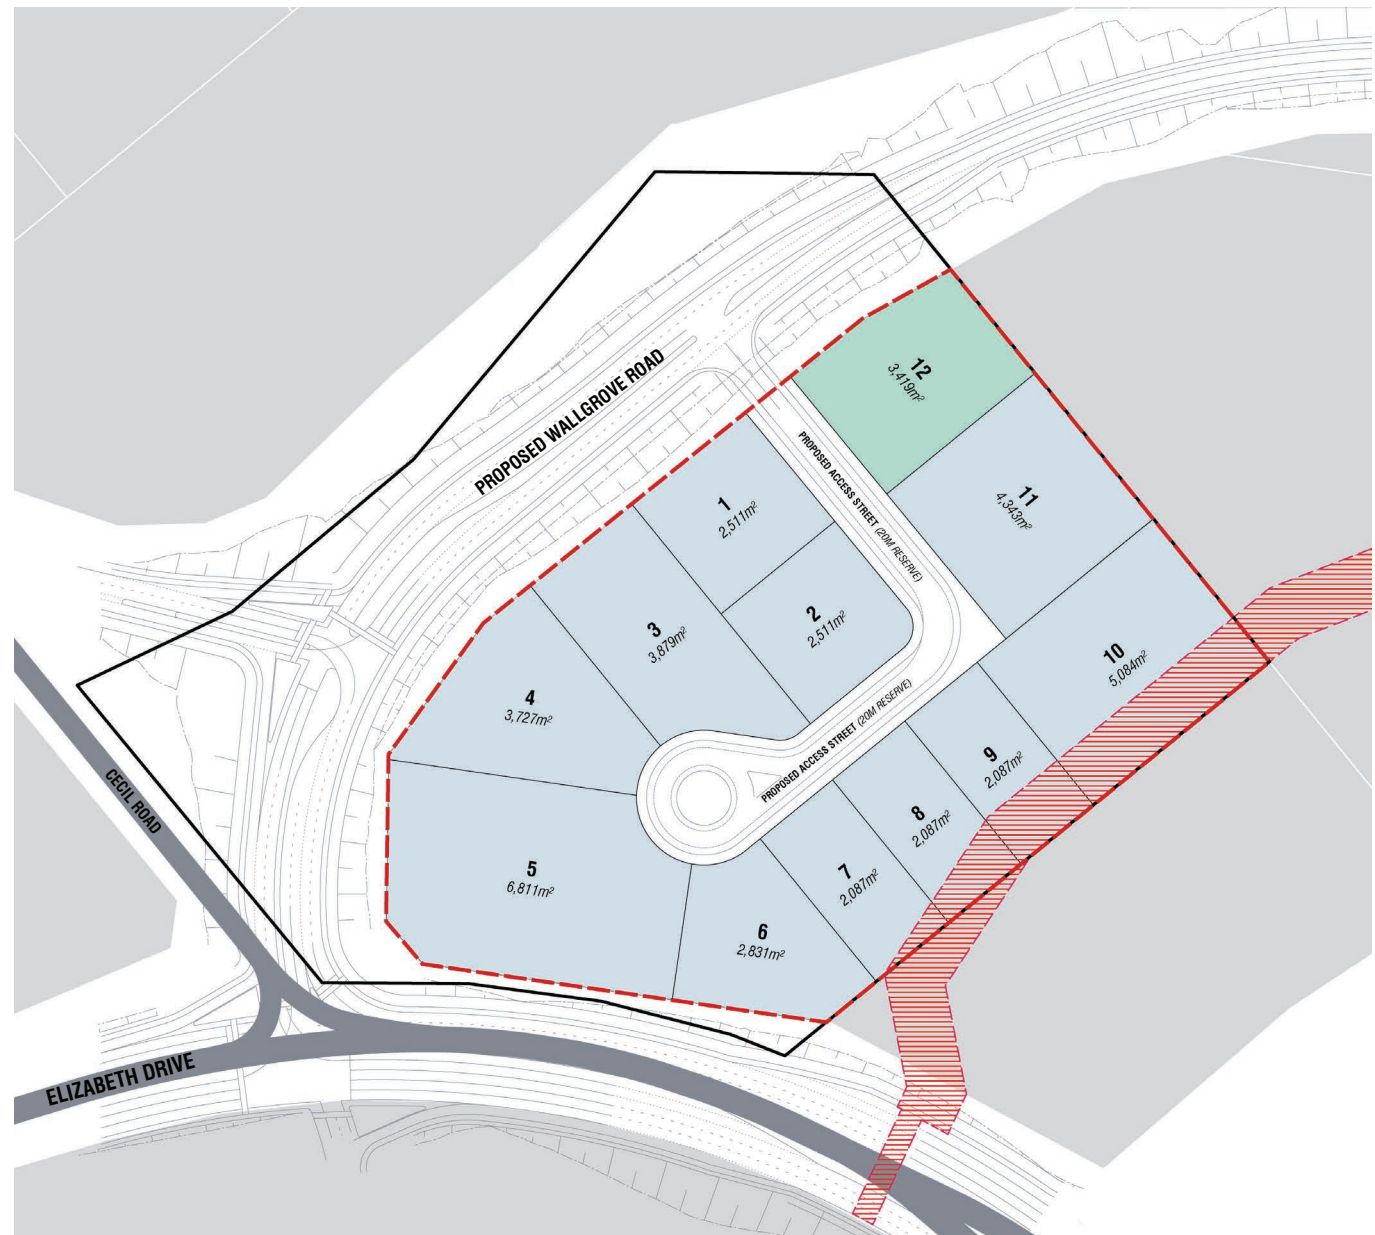 PROPOSED WALLGROVE ROAD
12
3,419m²
PROPOSED ACCESS STREET (20M RESERVE)
11
4,343m²
1
2,511m²
2
2,511m²
3
3,879m²
10
5,084m²
4
3,727m²
PROPOSED ACCESS STREET (20M RESERVE)
9
2,087m²
CECIL ROAD
8
2,087m²
7
2,087m²
5
6,811m²
6
2,831m²
ELIZABETH DRIVE